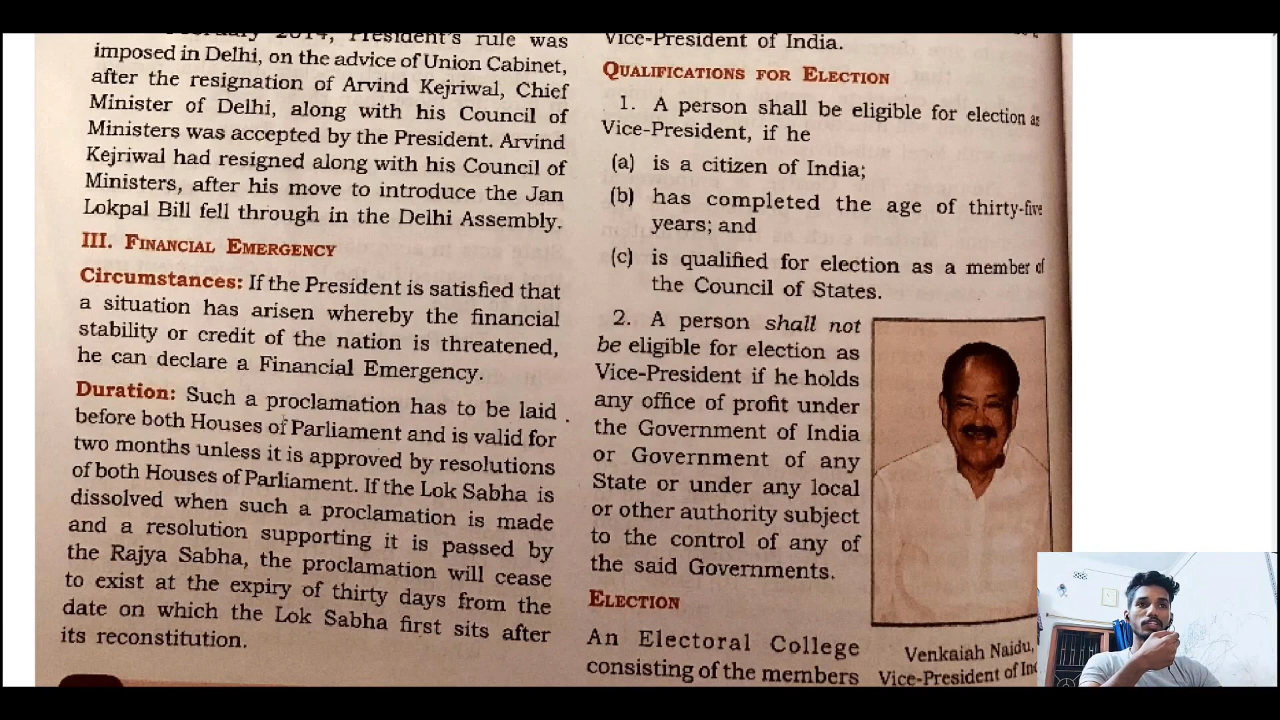 February 2014, President's rule was
imposed in Delhi, on the advice of Union Cabinet,
after the resignation of Arvind Kejriwal, Chief
Minister of Delhi, along with his Council of
Ministers was accepted by the President. Arvind
Kejriwal had resigned along with his Council of
Ministers, after his move to introduce the Jan
Lokpal Bill fell through in the Delhi Assembly.
III. FINANCIAL EMERGENCY
Circumstances: If the President is satisfied that
a situation has arisen whereby the financial
stability or credit of the nation is threatened,
he can declare a Financial Emergency.
Duration: Such a proclamation has to be laid
before both Houses of Parliament and is valid for
two months unless it is approved by resolutions
of both Houses of Parliament. If the Lok Sabha is
dissolved when such a proclamation is made
and a resolution supporting it is passed by
the Rajya Sabha, the proclamation will cease
to exist at the expiry of thirty days from the
date on which the Lok Sabha first sits after
its reconstitution.
Vice-President of India.
QUALIFICATIONS FOR ELECTION
1. A person shall be eligible for election as
Vice-President, if he
(a) is a citizen of India;
(b) has completed the age of thirty-five
years; and
(c) is qualified for election as a member of
the Council of States.
2. A person shall not
be eligible for election as
Vice-President if he holds
any office of profit under
the Government of India
or Government of any
State or under any local
or other authority subject
to the control of any of
the said Governments.
ELECTION
An Electoral College
consisting of the members
Venkaiah Naidu,
Vice-President of